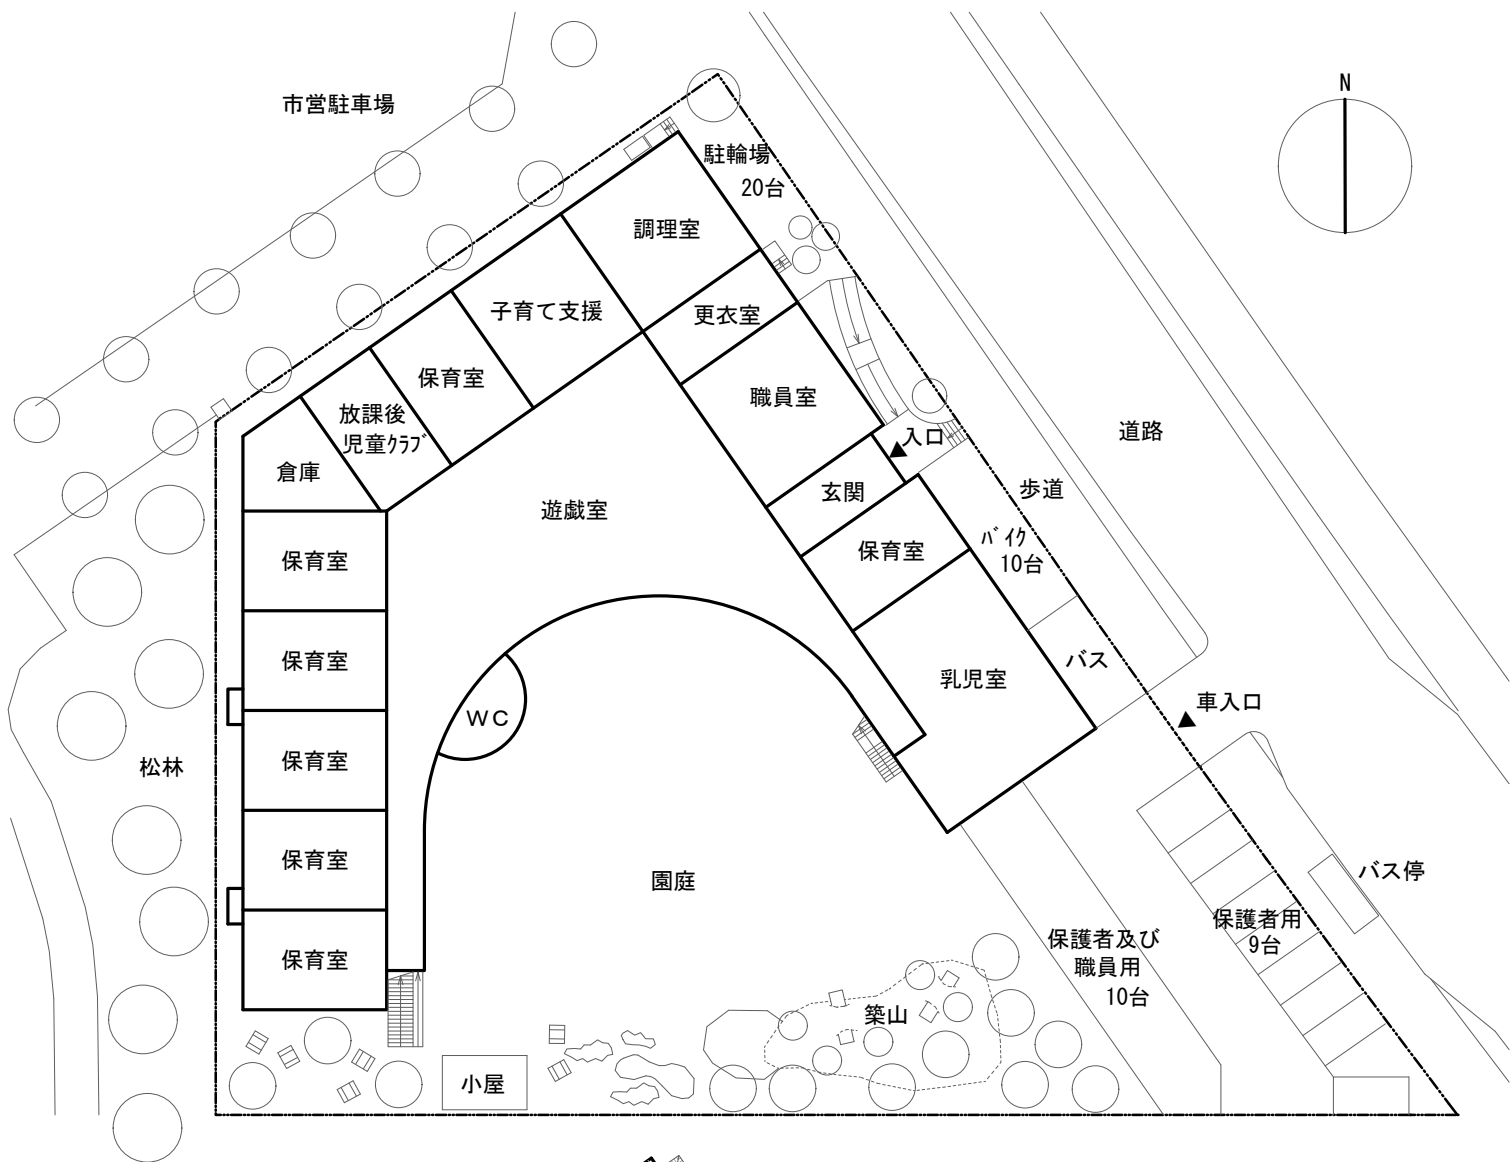 N
市営駐車場
駐輪場
20台
調理室
子育て支援
更衣室
保育室
職員室
放課後
児童ｸﾗﾌﾞ
入口
道路
倉庫
玄関
歩道
遊戯室
ﾊﾞｲｸ
10台
保育室
保育室
保育室
バス
乳児室
車入口
WC
保育室
松林
保育室
バス停
園庭
保護者用
9台
保護者及び
職員用
10台
保育室
築山
小屋